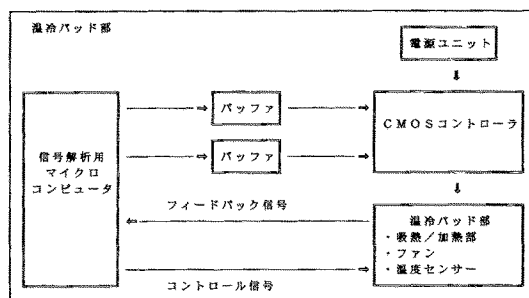 温冷パッド部
電源ユニット
バッファ
CMOSコントローラ
バッファ
信号解析用
マイクロ
コンピュータ
フィードバック信号
温冷パッド部
・吸熱／加熱部
・ファン
・温度センサー
コントロール信号